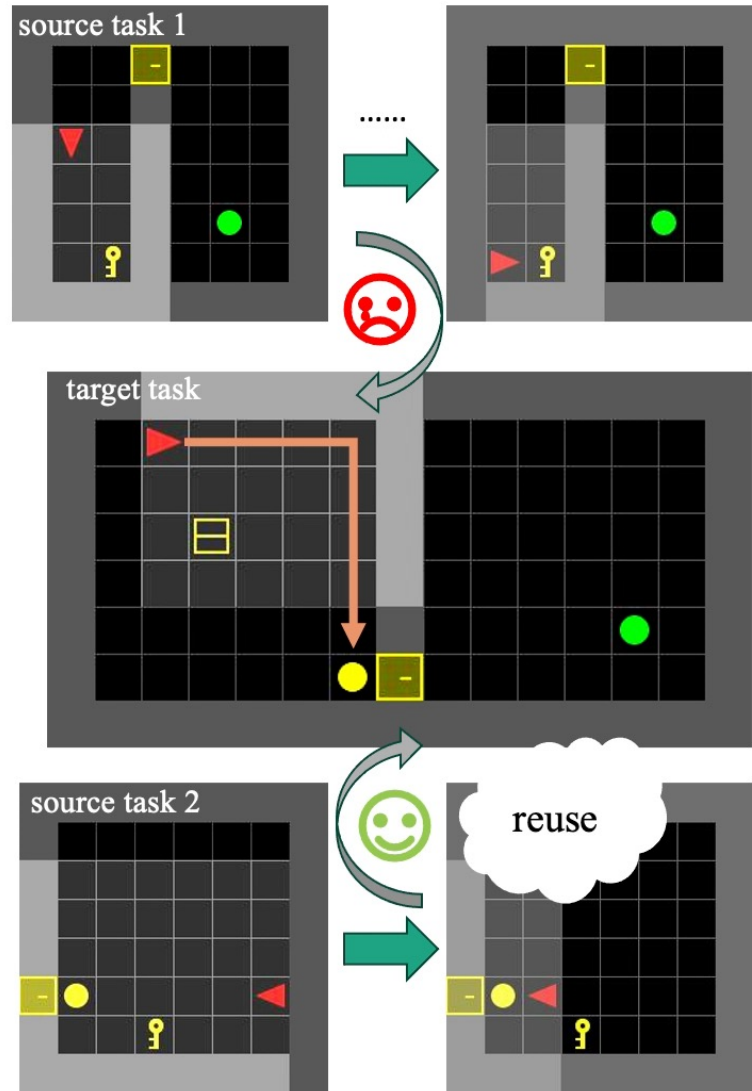 source task 1
......
target task
source task 2
reuse